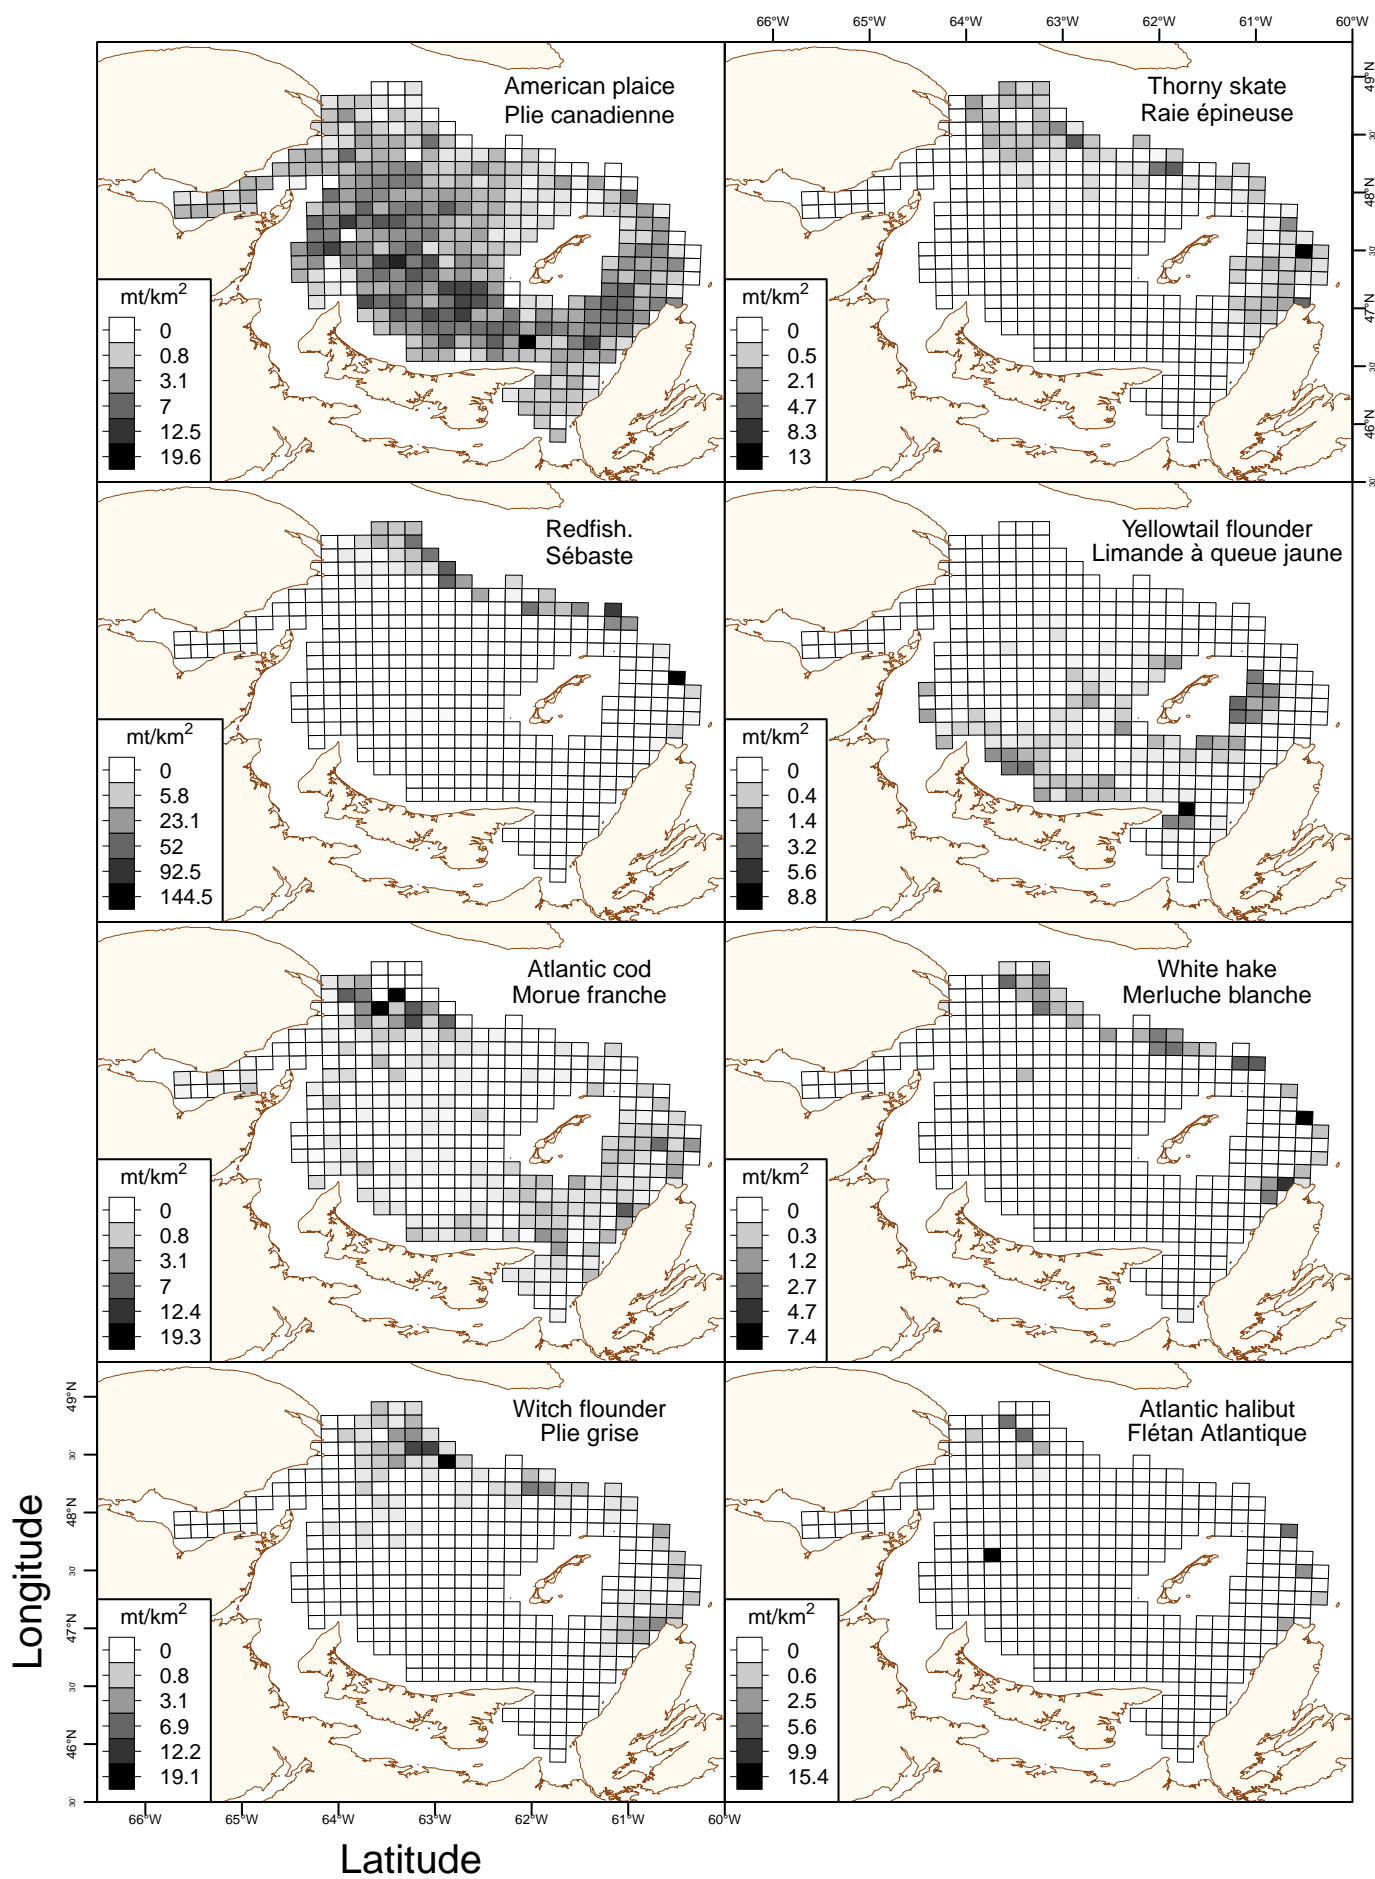 66°W 65°W 64°W 63°W 62°W 61°W 60°W
American plaice
Plie canadienne
mt/km²
0
0.8
3.1
7
12.5
19.6
Thorny skate
Raie épineuse
mt/km²
0
0.5
2.1
4.7
8.3
13
49°N
30'
48°N
30'
47°N
30'
46°N
30'
Redfish.
Sébaste
mt/km²
0
5.8
23.1
52
92.5
144.5
Yellowtail flounder
Limande à queue jaune
mt/km²
0
0.4
1.4
3.2
5.6
8.8
Atlantic cod
Morue franche
mt/km²
0
0.8
3.1
7
12.4
19.3
White hake
Merluche blanche
mt/km²
0
0.3
1.2
2.7
4.7
7.4
Witch flounder
Plie grise
mt/km²
0
0.8
3.1
6.9
12.2
19.1
Atlantic halibut
Flétan Atlantique
mt/km²
0
0.6
2.5
5.6
9.9
15.4
49°N
30'
48°N
30'
47°N
30'
46°N
30'
Longitude
66°W 65°W 64°W 63°W 62°W 61°W 60°W
Latitude